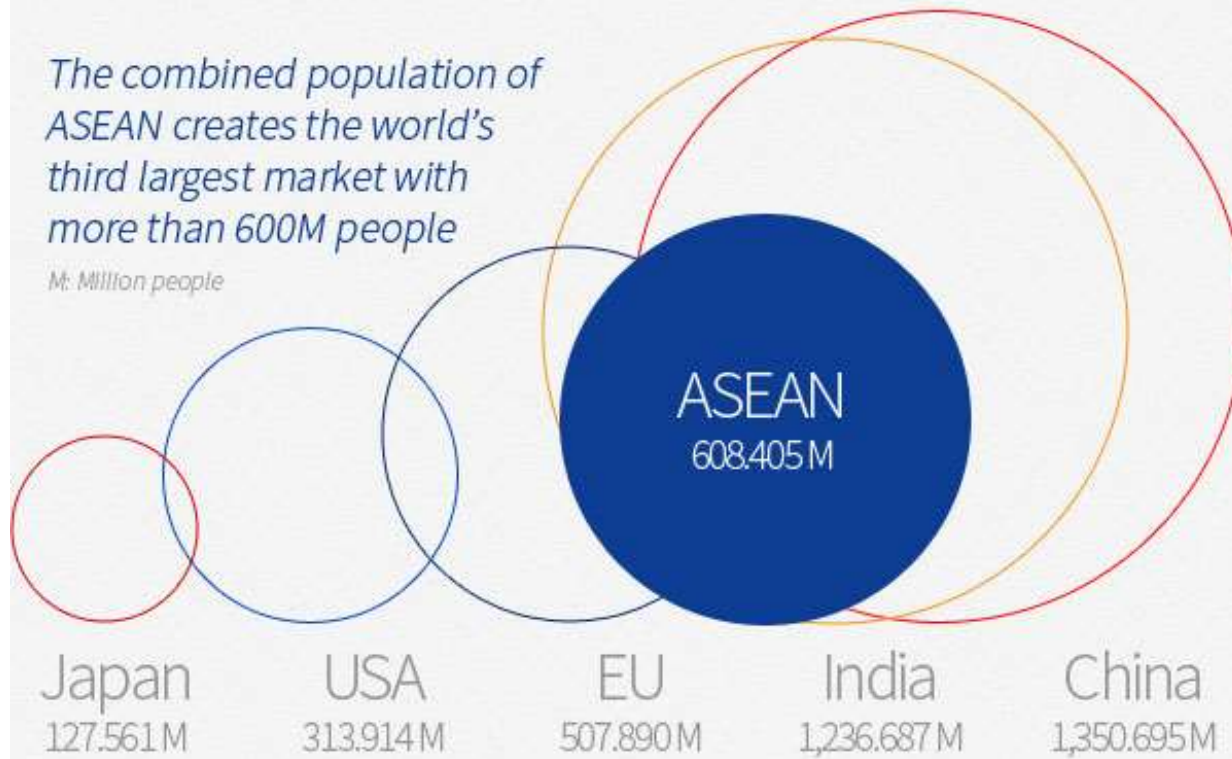 The combined population of
ASEAN creates the world's
third largest market with
more than 600M people
M: Million people
ASEAN
608.405 M
Japan USA EU India China
127.561 M 313.914 M 507.890 M 1,236.687 M 1,350.695 M